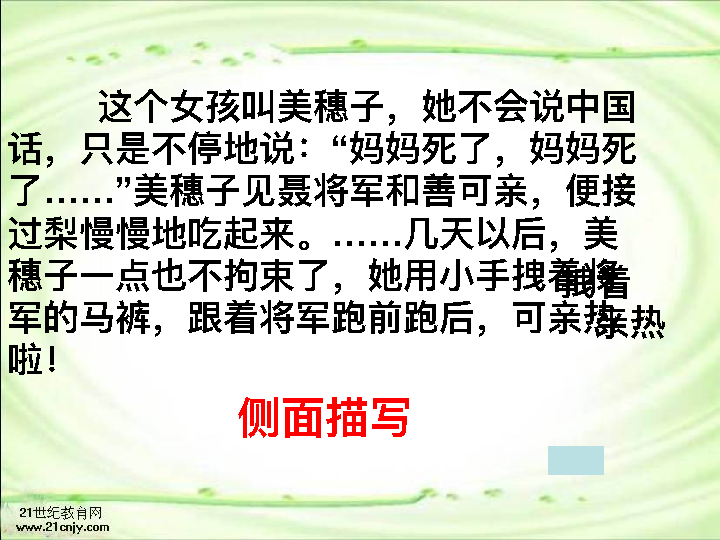 这个女孩叫美穗子，她不会说中国
话，只是不停地说：“妈妈死了，妈妈死
了……”美穗子见聂将军和善可亲，便接
过梨慢慢地吃起来。……几天以后，美
穗子一点也不拘束了，她用小手拽着将
拽着
军的马裤，跟着将军跑前跑后，可亲热
亲热
啦！
侧面描写
21世纪教育网
www.21cnjy.com